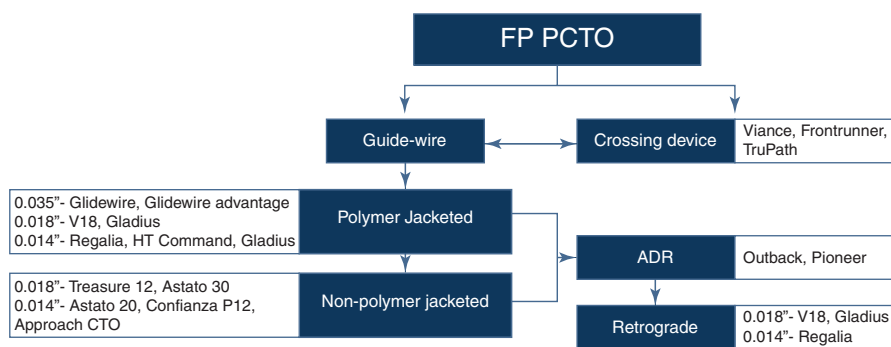 FP PCTO
Guide-wire
Crossing device
Viance, Frontrunner,
TruPath
0.035”- Glidewire, Glidewire advantage
0.018”- V18, Gladius
0.014”- Regalia, HT Command, Gladius
Polymer Jacketed
0.018”- Treasure 12, Astato 30
0.014”- Astato 20, Confianza P12,
Approach CTO
Non-polymer jacketed
ADR
Outback, Pioneer
Retrograde
0.018”- V18, Gladius
0.014”- Regalia